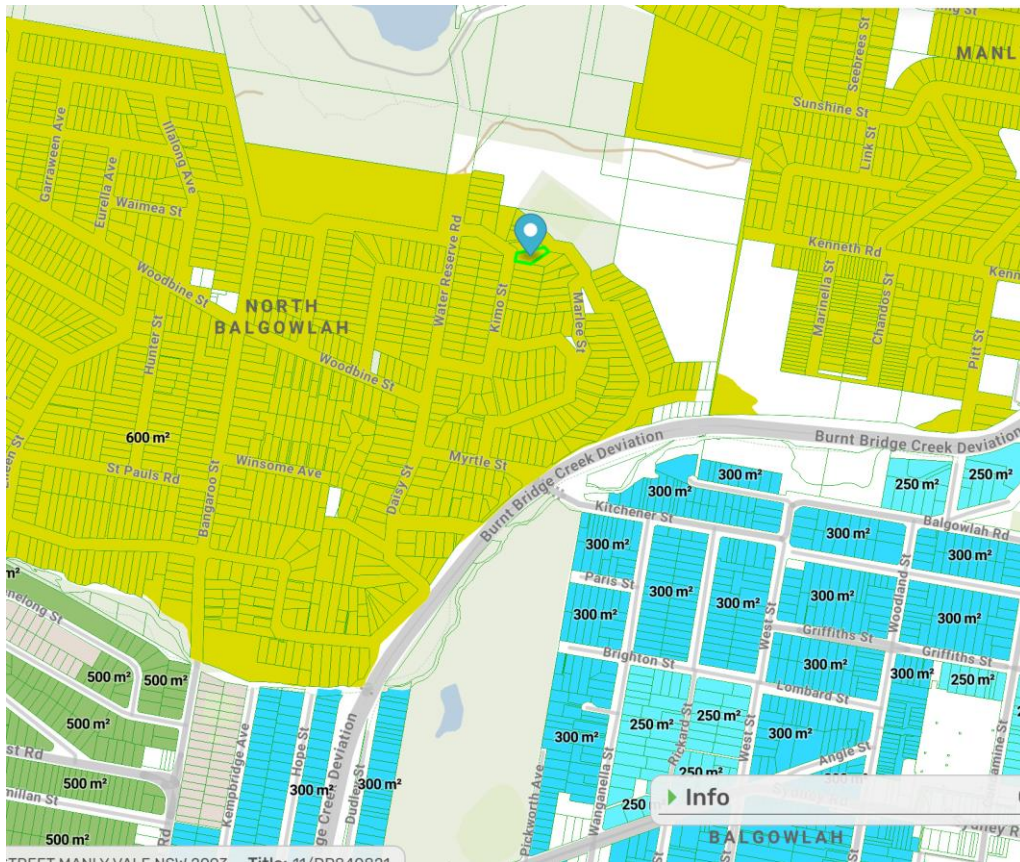 MANL
Seebrees St
Sunshine St
Link St
Illalong Ave
Garraween Ave
Eurella Ave
Waimea St
Water Reserve Rd
Kenneth Rd
Woodbine St
NORTH
BALGOWLAH
Kimo St
Marlee St
Marinella St
Chandos St
Pitt St
Hunter St
Woodbine St
600 m²
Burnt Bridge Creek Deviation
Myrtle St
Winsome Ave
St Pauls Rd
Bangaroo St
Daisy St
Burnt Bridge Creek Deviation
300 m²
300 m²
250 m²
250 m²
Kitchener St
Balgowlah Rd
300 m²
300 m²
300 m²
300 m²
300 m²
Paris St
300 m²
300 m²
300 m²
Woodland St
West St
Griffiths St
Griffiths St
Brighton St
300 m²
300 m²
250 m²
Lombard St
500 m²
500 m²
500 m²
250 m²
250 m²
Rickard St
West St
300 m²
300 m²
Angle St
500 m²
Kempbridge Ave
Hope St
300 m²
300 m²
Dudley St
250 m²
Pickworth Ave
Wanganella St
250
Info
500 m²
BALGOWLAH
TREET MANLY VALE NSW 2093 Title: 11/DP840821